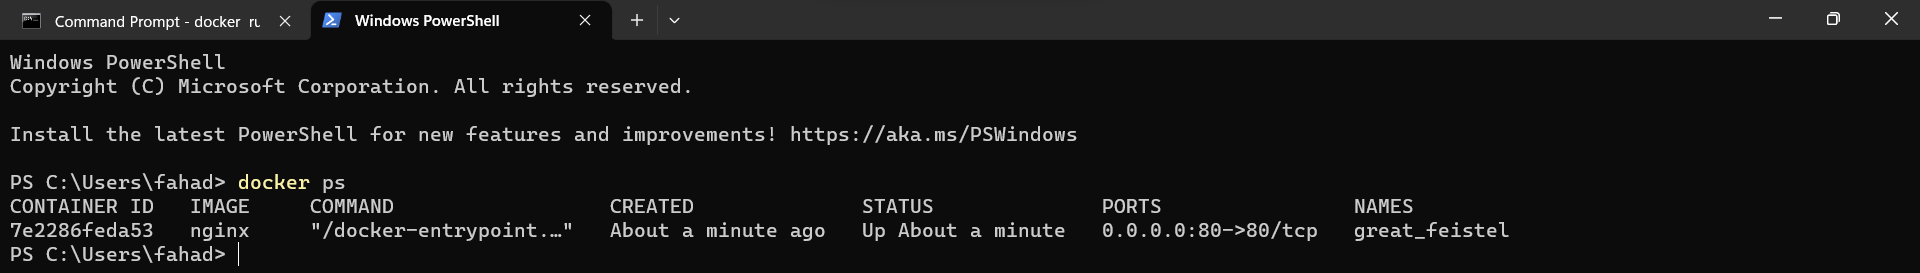 Command Prompt - docker ru
Windows PowerShell
Windows PowerShell
Copyright (C) Microsoft Corporation. All rights reserved.
Install the latest PowerShell for new features and improvements! https://aka.ms/PSWindows
PS C:\Users\fahad> docker ps
CONTAINER ID   IMAGE     COMMAND                  CREATED              STATUS              PORTS                NAMES
7e2286feda53   nginx     "/docker-entrypoint.…"   About a minute ago   Up About a minute   0.0.0.0:80->80/tcp   great_feistel
PS C:\Users\fahad>